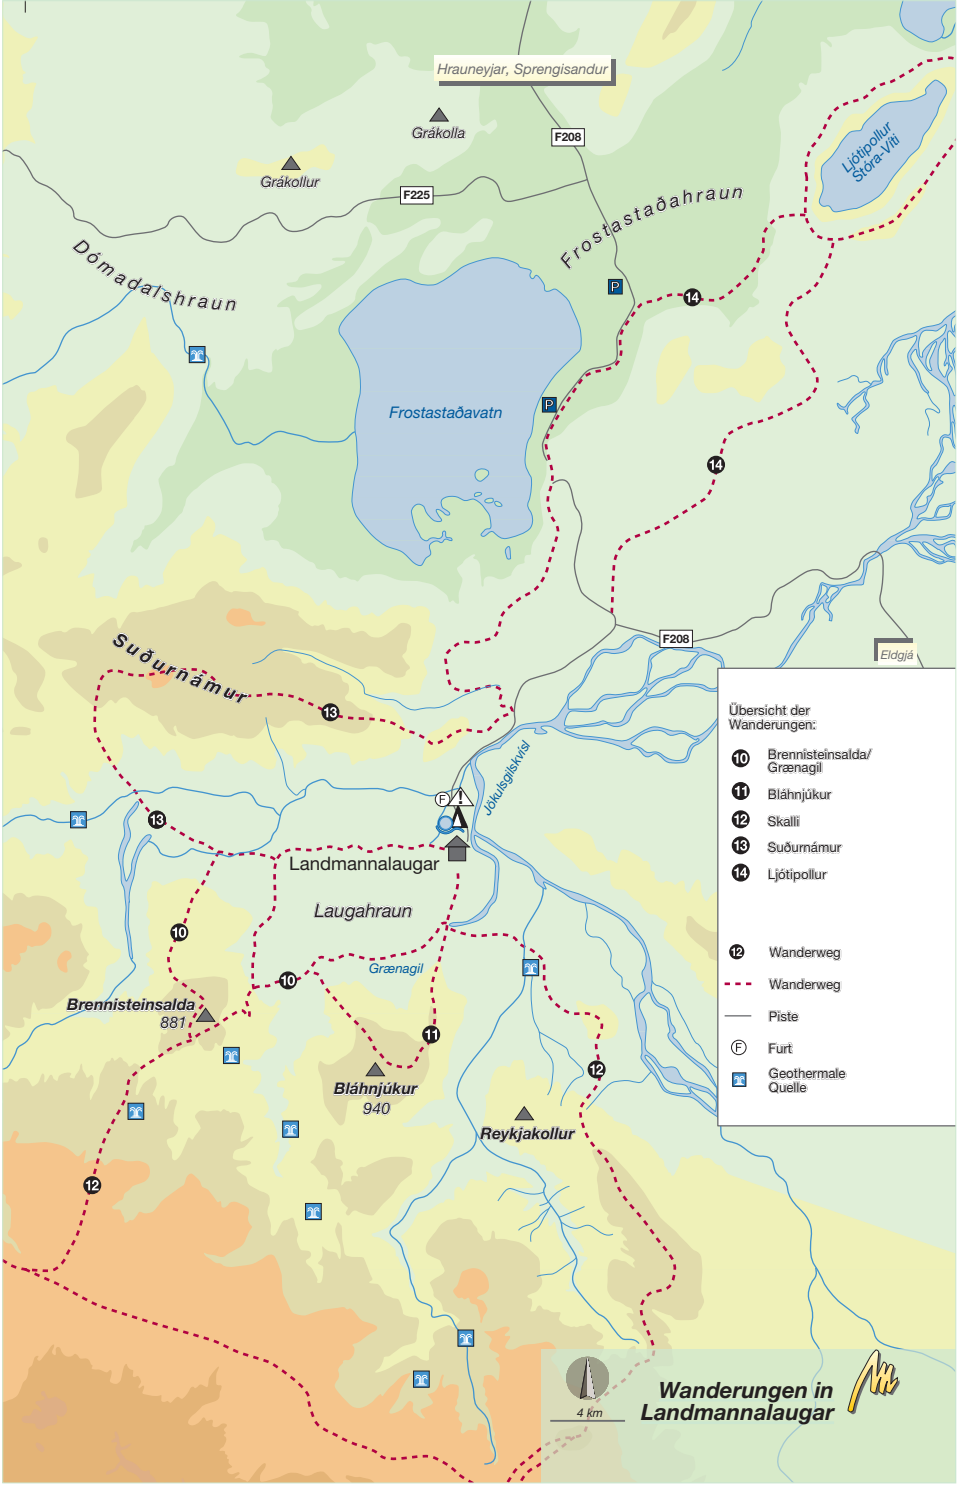 Hrauneyjar, Sprengisandur
Grákolla
F208
Grákollur
F225
Ljótipollur
Stóra-Víti
Frostastaðahraun
Dómadalshraun
P
14
Frostastaðavatn
P
14
Suðurnámur
F208
Eldgjá
13
Jökulsgilskvísl
F
!
13
Landmannalaugar
Laugahraun
10
Grænagil
10
Brennisteinsalda
881
11
12
Bláhnjúkur
940
Reykjakollur
12
Übersicht der
Wanderungen:
10 Brennisteinsalda/
Grænagil
11 Bláhnjúkur
12 Skalli
13 Suðurnámur
14 Ljótipollur
12 Wanderweg
Wanderweg
Piste
F Furt
Geothermale
Quelle
4 km
Wanderungen in
Landmannalaugar